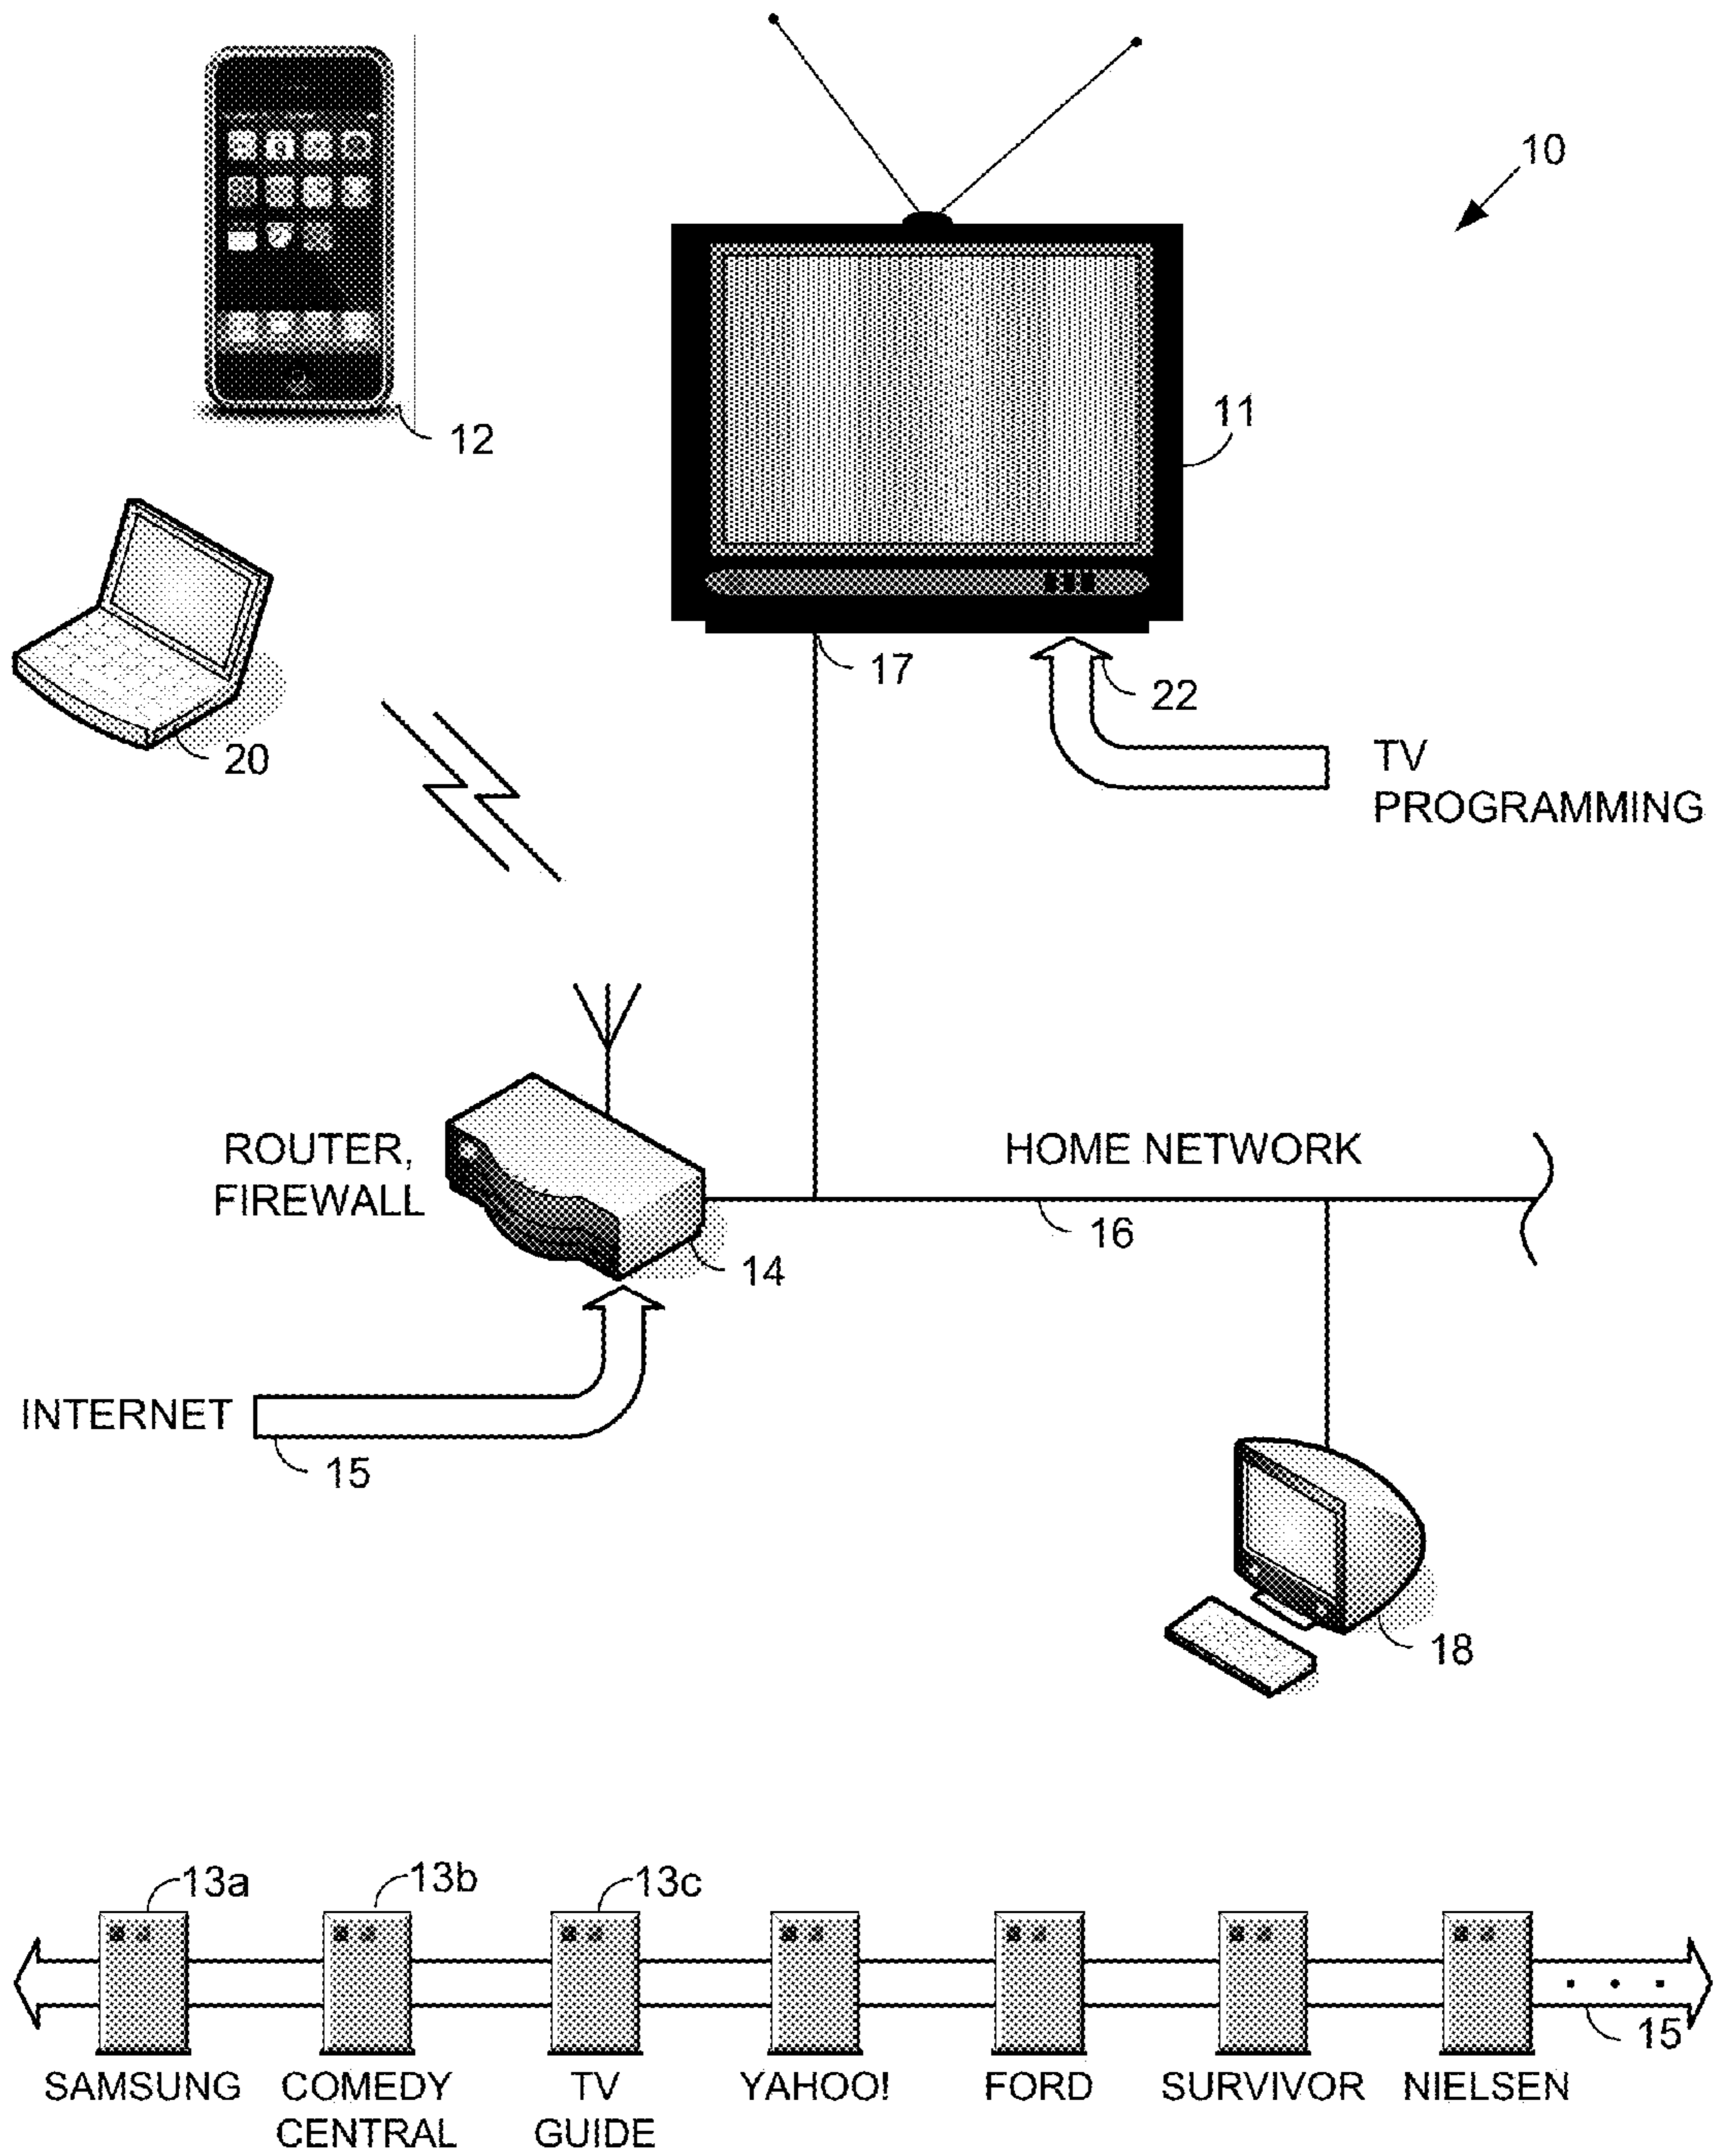 10
11
12
17
22
20
TV
PROGRAMMING
ROUTER,
FIREWALL
HOME NETWORK
16
14
INTERNET
15
18
13a
13b
13c
15
SAMSUNG
COMEDY
CENTRAL
TV
GUIDE
YAHOO!
FORD
SURVIVOR
NIELSEN